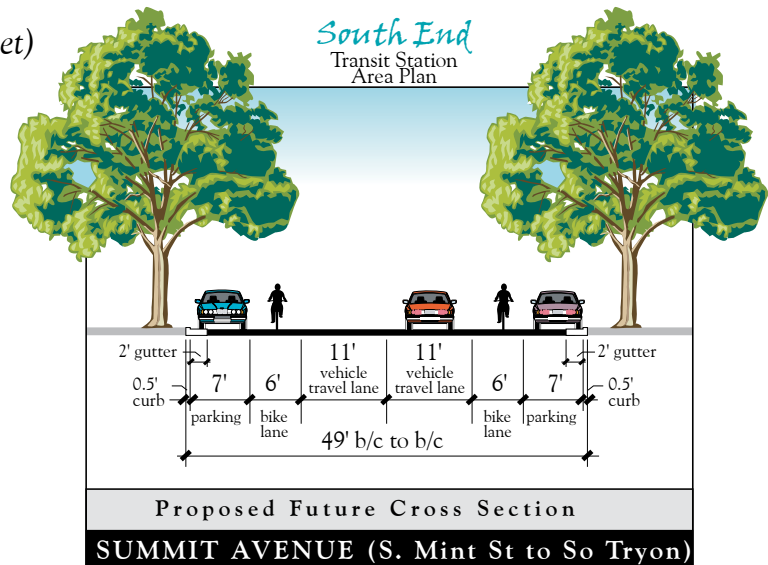 et)
South End
Transit Station
Area Plan
2' gutter
2' gutter
11'
11'
vehicle
travel lane
vehicle
travel lane
0.5'
curb
7'
6'
6'
7'
0.5'
curb
parking
bike
lane
bike
lane
parking
49' b/c to b/c
Proposed Future Cross Section
SUMMIT AVENUE (S. Mint St to So Tryon)